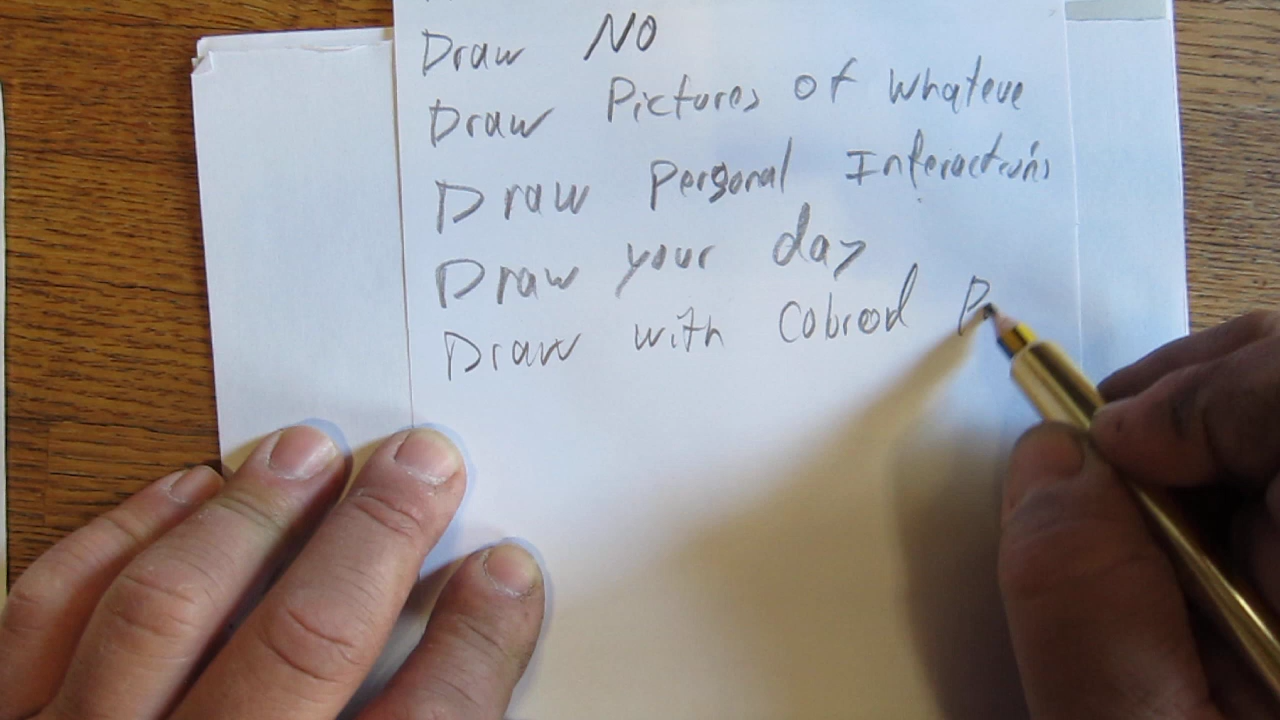 Draw NO
Draw Pictures of whateve
Draw Personal Interactions
Draw your day
Draw with Colored P